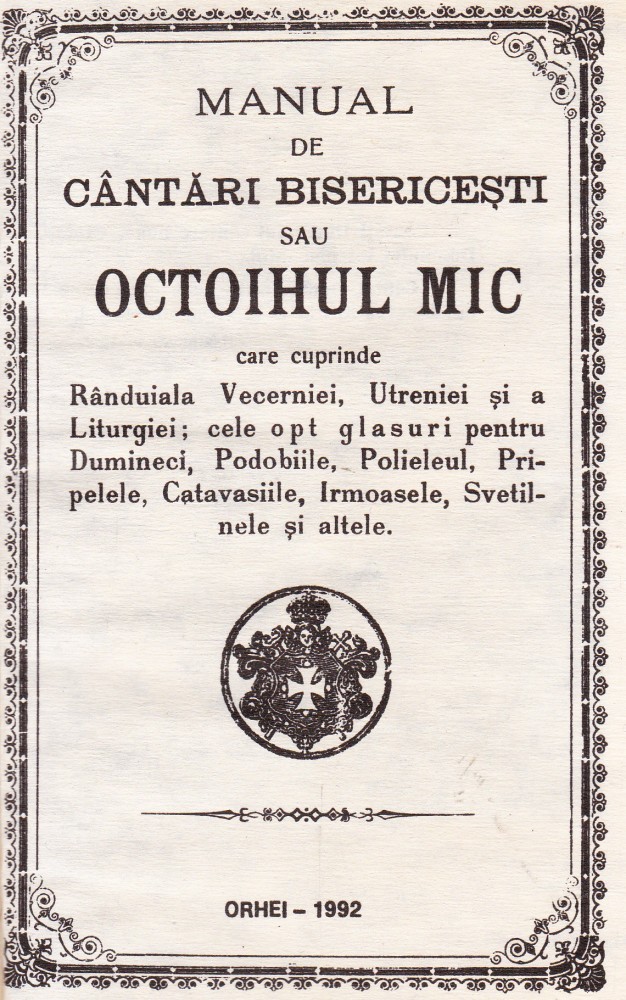 MANUAL
DE
CÂNTĂRI BISERICEȘTI
SAU
OCTOIHUL MIC
care cuprinde
Rânduiala Vecerniei, Utreniei și a
Liturgiei; cele opt glasuri pentru
Dumineci, Podobiile, Polieleul, Pri-
pelele, Catavasiile, Irmoasele, Svetil-
nele și altele.
ORHEI – 1992